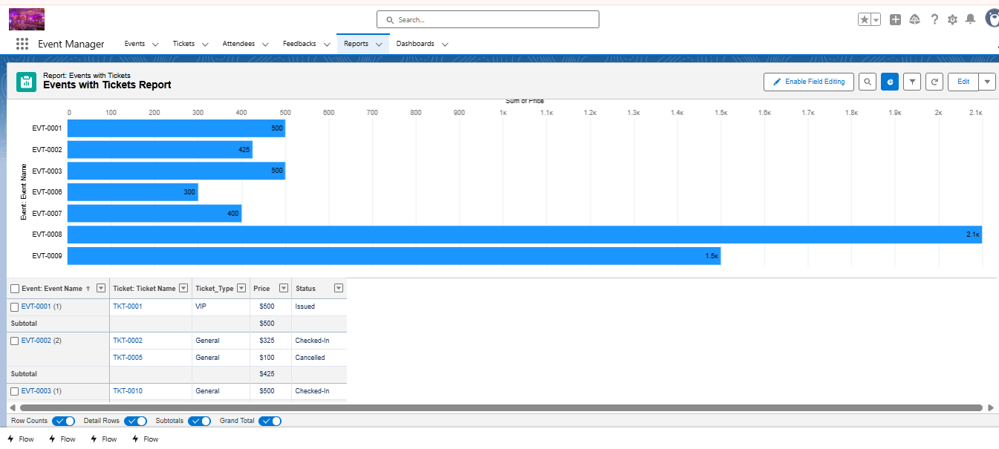 Search...
Event Manager Events Tickets Attendees Feedbacks Reports Dashboards
Report: Events with Tickets
Events with Tickets Report
Enable Field Editing Edit
Sum of Price
0 100 200 300 400 500 600 700 800 900 1K 1.1K 1.2K 1.3K 1.4K 1.5K 1.6K 1.7K 1.8K 1.9K 2K 2.1K
Event: Event Name
EVT-0001 500
EVT-0002 425
EVT-0003 500
EVT-0006 300
EVT-0007 400
EVT-0008 2.1K
EVT-0009 1.5K
Event: Event Name ↑ Ticket: Ticket Name Ticket_Type Price Status
EVT-0001 (1) TKT-0001 VIP $500 Issued
Subtotal $500
EVT-0002 (2) TKT-0002 General $325 Checked-In
TKT-0005 General $100 Cancelled
Subtotal $425
EVT-0003 (1) TKT-0010 General $500 Checked-In
Row Counts Detail Rows Subtotals Grand Total
Flow Flow Flow Flow